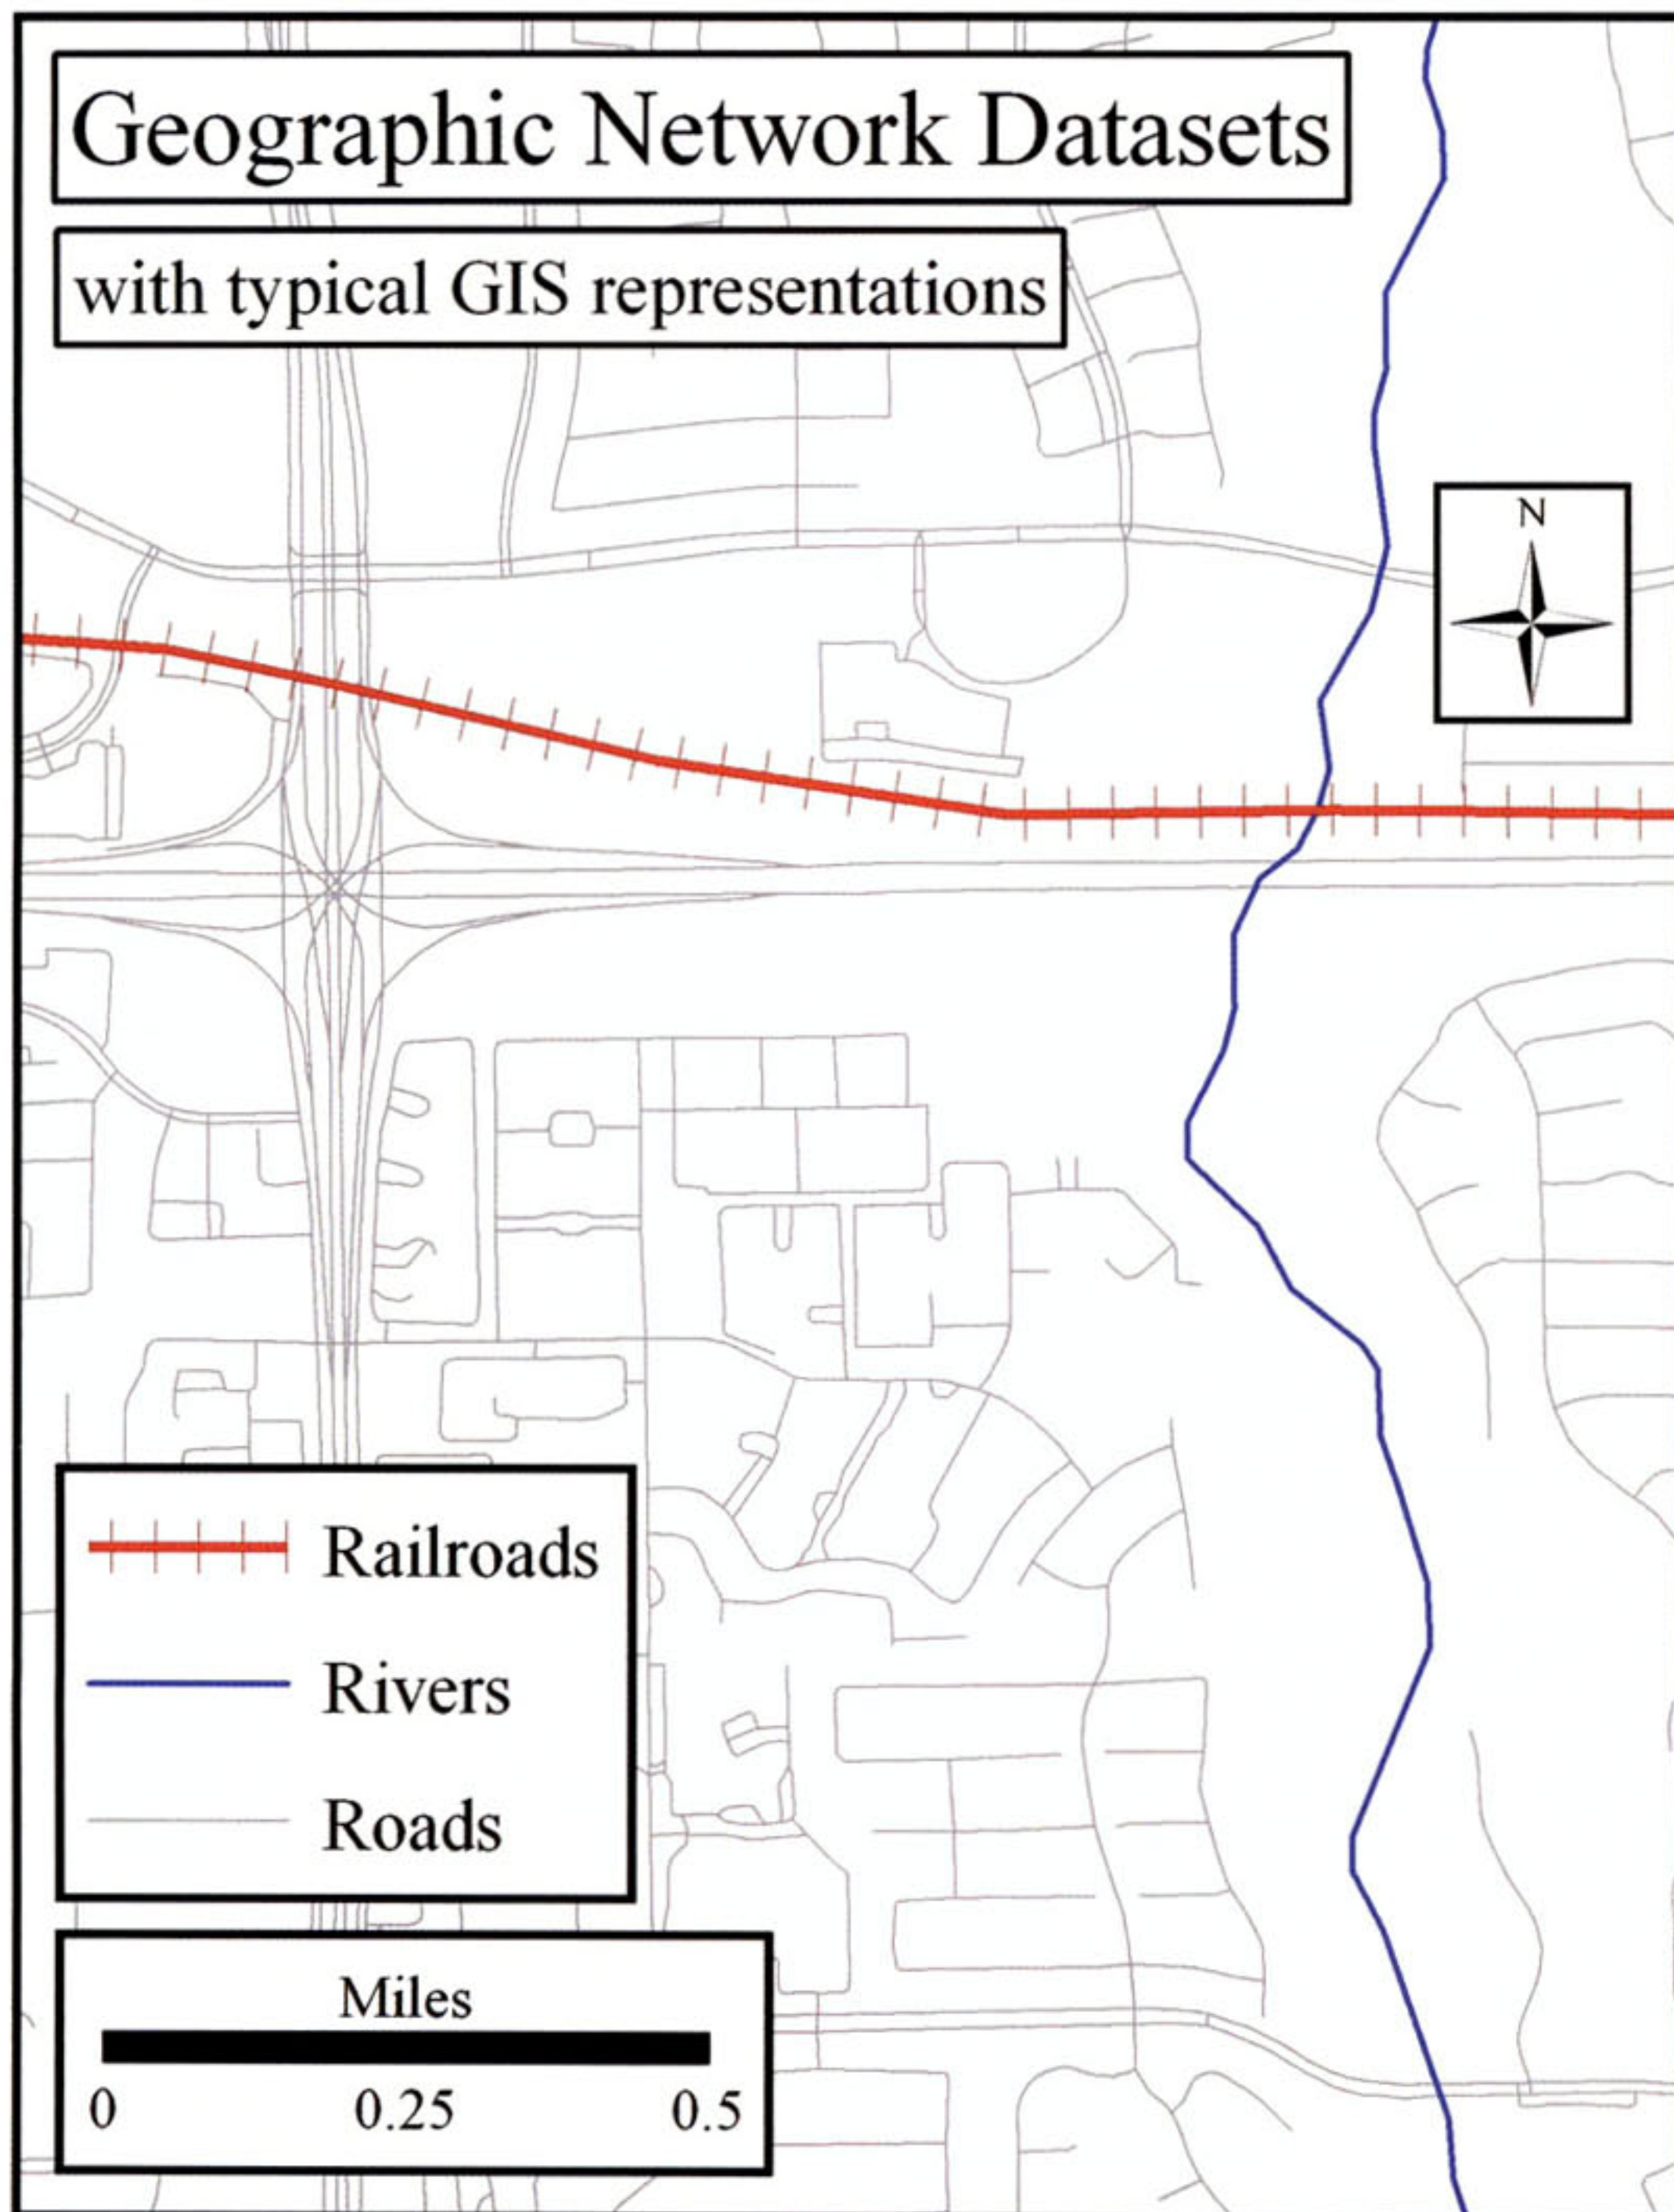 Geographic Network Datasets
with typical GIS representations
N
Railroads
Rivers
Roads
Miles
0 0.25 0.5